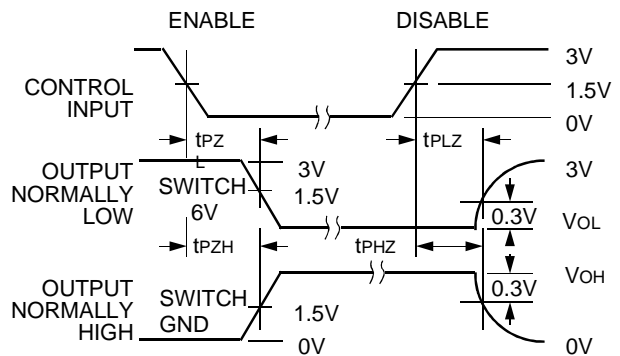 ENABLE DISABLE
CONTROL
INPUT
3V
1.5V
0V
tPZ
L
tPLZ
OUTPUT
NORMALLY
LOW
SWITCH
6V
3V
1.5V
3V
0.3V
VOL
tPZH
tPHZ
OUTPUT
NORMALLY
HIGH
SWITCH
GND
1.5V
0V
VOH
0.3V
0V